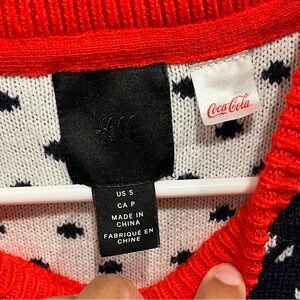 H&M
Coca-Cola
US S
CA P
MADE IN
CHINA
FABRIQUÉ EN
CHINE